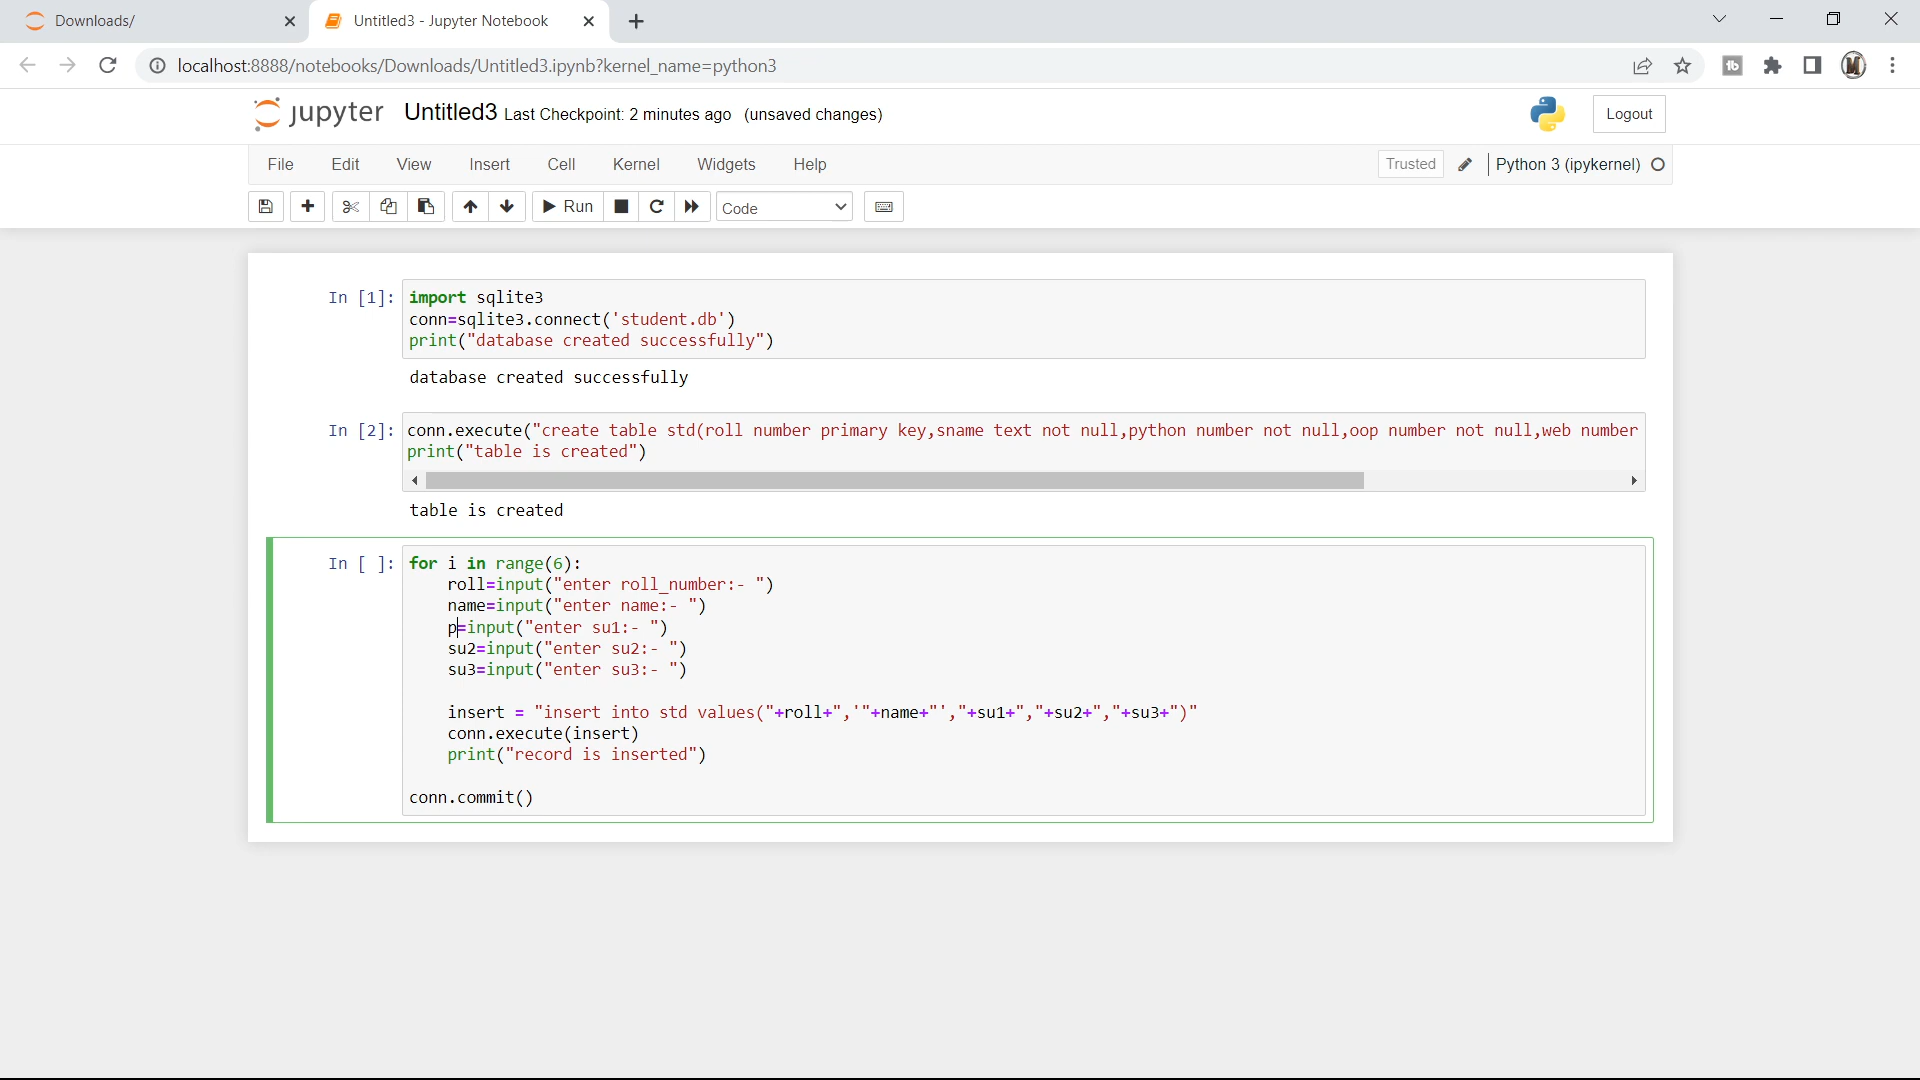 Downloads/
Untitled3 - Jupyter Notebook
localhost:8888/notebooks/Downloads/Untitled3.ipynb?kernel_name=python3
jupyter Untitled3 Last Checkpoint: 2 minutes ago (unsaved changes)
Logout
File Edit View Insert Cell Kernel Widgets Help
Trusted
Python 3 (ipykernel)
Run
Code
In [1]: import sqlite3
conn=sqlite3.connect('student.db')
print("database created successfully")
database created successfully
In [2]: conn.execute("create table std(roll number primary key,sname text not null,python number not null,oop number not null,web number
print("table is created")
table is created
In [ ]: for i in range(6):
    roll=input("enter roll_number:- ")
    name=input("enter name:- ")
    p=input("enter su1:- ")
    su2=input("enter su2:- ")
    su3=input("enter su3:- ")
    insert = "insert into std values("+roll+",'"+name+"',"+su1+","+su2+","+su3+")"
    conn.execute(insert)
    print("record is inserted")
conn.commit()